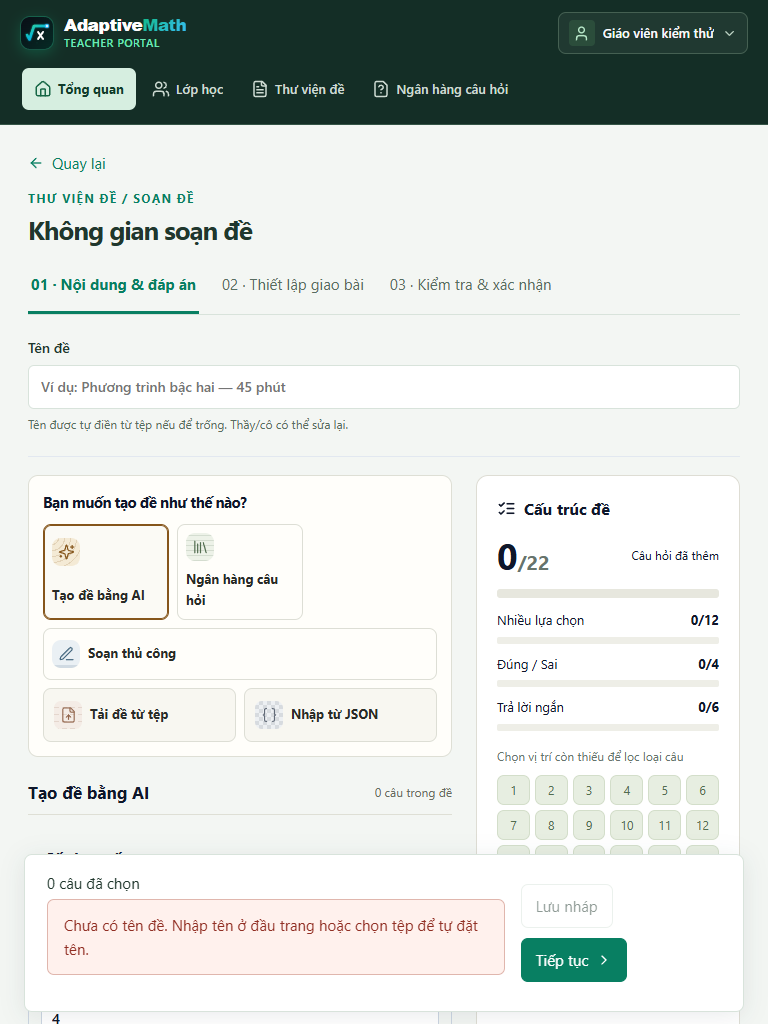 AdaptiveMath
TEACHER PORTAL
Giáo viên kiểm thử
Tổng quan
Lớp học
Thư viện đề
Ngân hàng câu hỏi
Quay lại
THƯ VIỆN ĐỀ / SOẠN ĐỀ
Không gian soạn đề
01 · Nội dung & đáp án
02 · Thiết lập giao bài
03 · Kiểm tra & xác nhận
Tên đề
Ví dụ: Phương trình bậc hai — 45 phút
Tên được tự điền từ tệp nếu để trống. Thầy/cô có thể sửa lại.
Bạn muốn tạo đề như thế nào?
Tạo đề bằng AI
Ngân hàng câu
hỏi
Soạn thủ công
Tải đề từ tệp
Nhập từ JSON
Tạo đề bằng AI
0 câu trong đề
Cấu trúc đề
0/22
Câu hỏi đã thêm
Nhiều lựa chọn
0/12
Đúng / Sai
0/4
Trả lời ngắn
0/6
Chọn vị trí còn thiếu để lọc loại câu
1 2 3 4 5 6
7 8 9 10 11 12
0 câu đã chọn
Chưa có tên đề. Nhập tên ở đầu trang hoặc chọn tệp để tự đặt
tên.
Lưu nháp
Tiếp tục
4